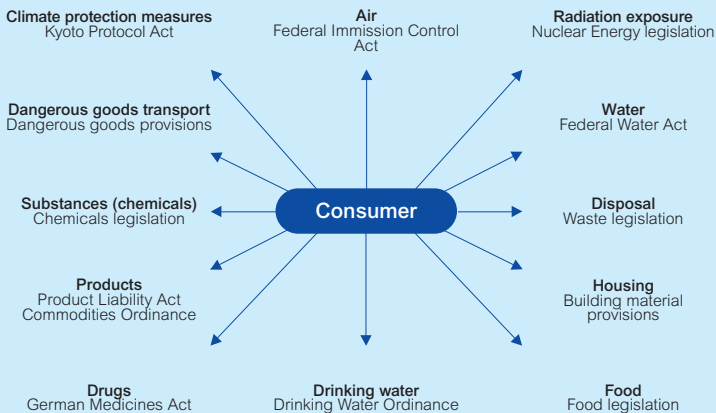 Climate protection measures
Kyoto Protocol Act
Air
Federal Immission Control
Act
Radiation exposure
Nuclear Energy legislation
Dangerous goods transport
Dangerous goods provisions
Water
Federal Water Act
Substances (chemicals)
Chemicals legislation
Consumer
Disposal
Waste legislation
Products
Product Liability Act
Commodities Ordinance
Housing
Building material
provisions
Drugs
German Medicines Act
Drinking water
Drinking Water Ordinance
Food
Food legislation